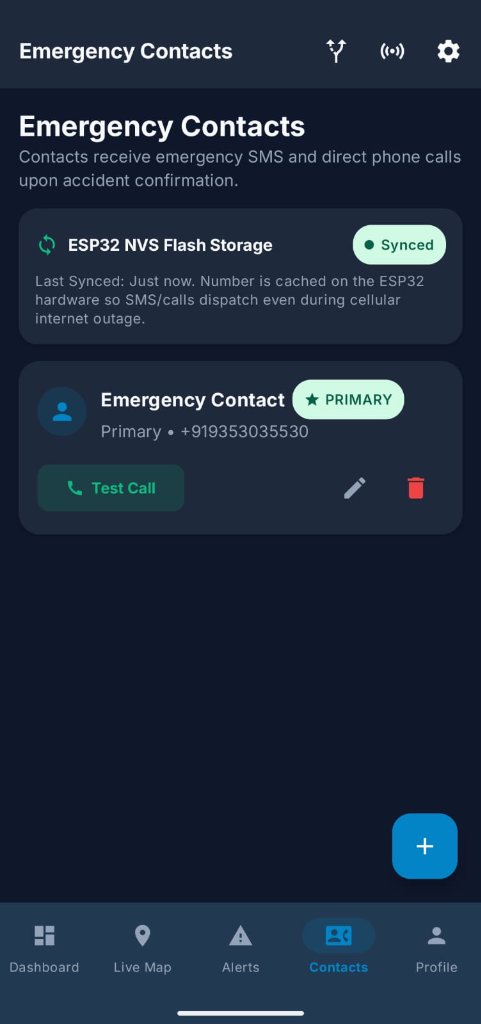 Emergency Contacts
Emergency Contacts
Contacts receive emergency SMS and direct phone calls
upon accident confirmation.
ESP32 NVS Flash Storage
Synced
Last Synced: Just now. Number is cached on the ESP32
hardware so SMS/calls dispatch even during cellular
internet outage.
Emergency Contact
PRIMARY
Primary • +919353035530
Test Call
Dashboard
Live Map
Alerts
Contacts
Profile